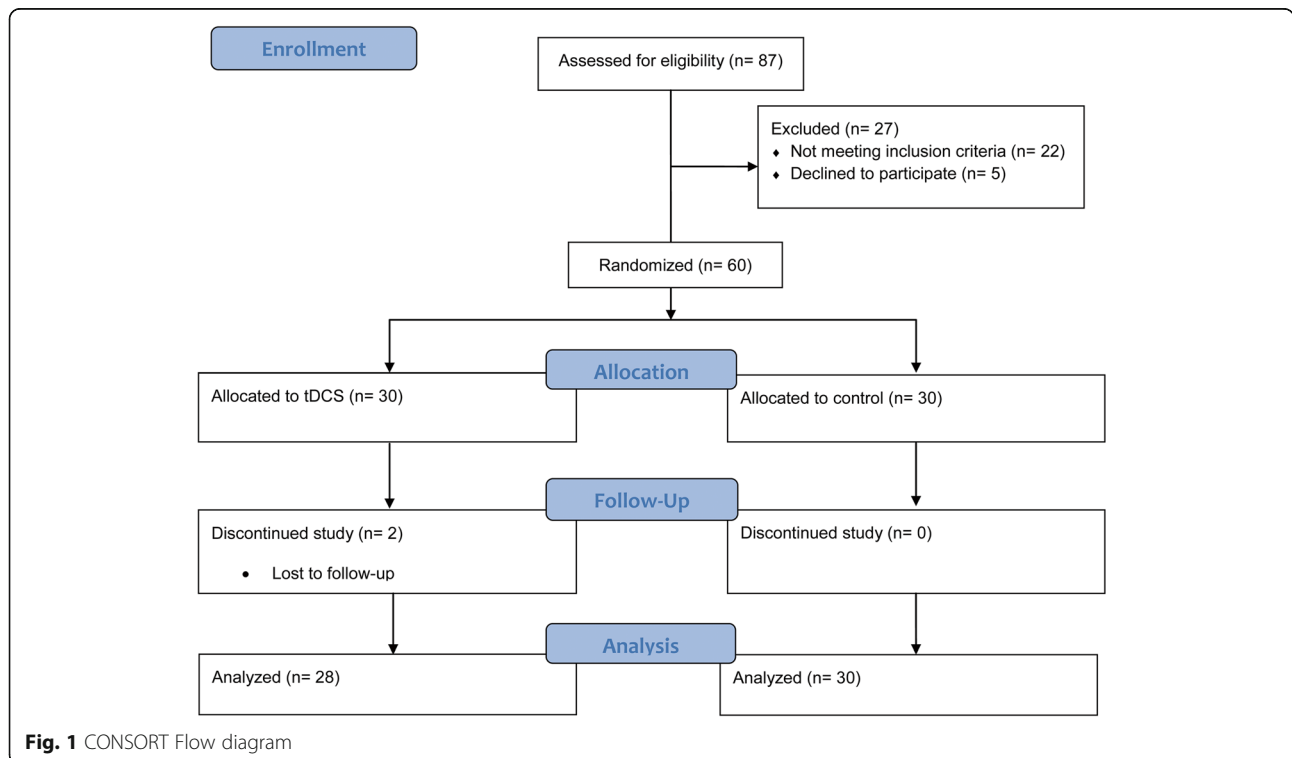 Enrollment
Assessed for eligibility (n= 87)
Excluded (n= 27)
♦ Not meeting inclusion criteria (n= 22)
♦ Declined to participate (n= 5)
Randomized (n= 60)
Allocation
Allocated to tDCS (n= 30)
Allocated to control (n= 30)
Follow-Up
Discontinued study (n= 2)
• Lost to follow-up
Discontinued study (n= 0)
Analysis
Analyzed (n= 28)
Analyzed (n= 30)
Fig. 1 CONSORT Flow diagram